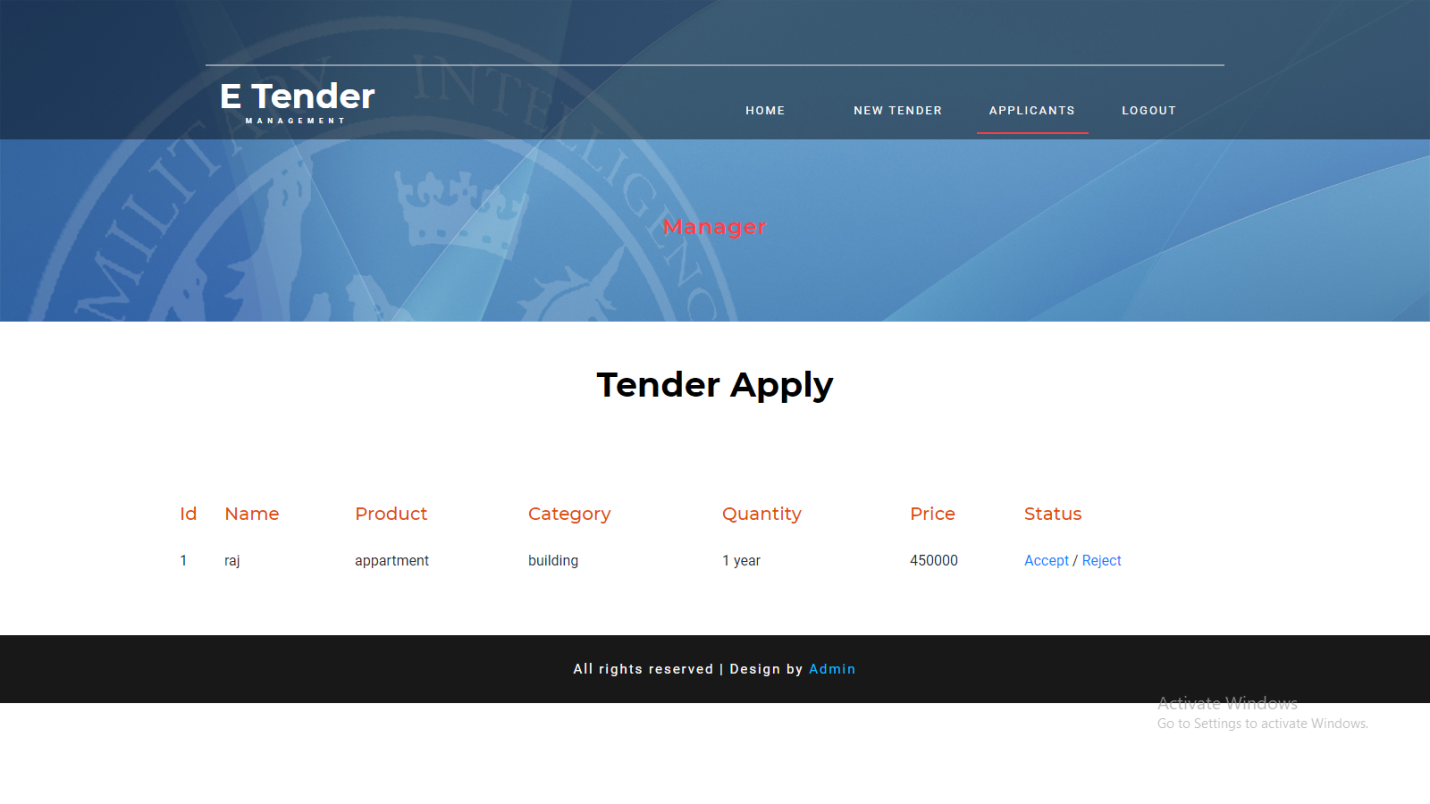 MILITARY INTELLIGENC
E Tender
MANAGEMENT
HOME NEW TENDER APPLICANTS LOGOUT
Manager
Tender Apply
Id Name Product Category Quantity Price Status
1 raj appartment building 1 year 450000 Accept / Reject
All rights reserved | Design by Admin
Activate Windows
Go to Settings to activate Windows.